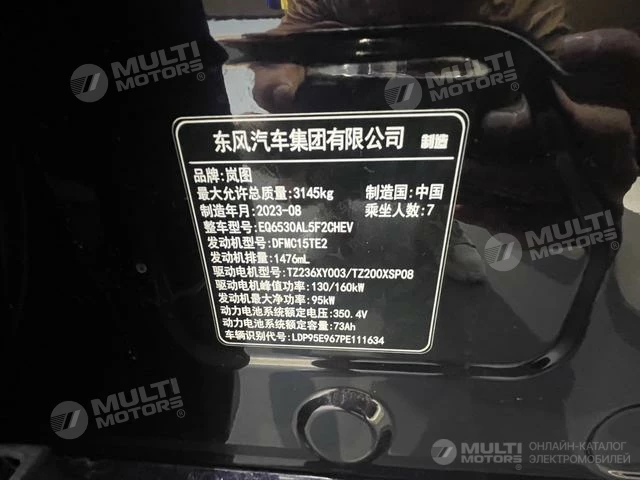 MULTI MOTORS®
MULTI MOTORS®
东风汽车集团有限公司 制造
品牌:岚图
最大允许总质量:3145kg 制造国:中国
制造年月:2023-08 乘坐人数:7
整车型号:EQ6530AL5F2CHEV
发动机型号:DFMC15TE2
发动机排量:1476mL
驱动电机型号:TZ236XY003/TZ200XSP08
驱动电机峰值功率:130/160kW
发动机最大净功率:95kW
动力电池系统额定电压:350.4V
动力电池系统额定容量:73Ah
车辆识别代号:LDP95E967PE111634
MULTI MOTORS®
MULTI MOTORS®
MULTI MOTORS®
ОНЛАЙН-КАТАЛОГ
ЭЛЕКТРОМОБИЛЕЙ